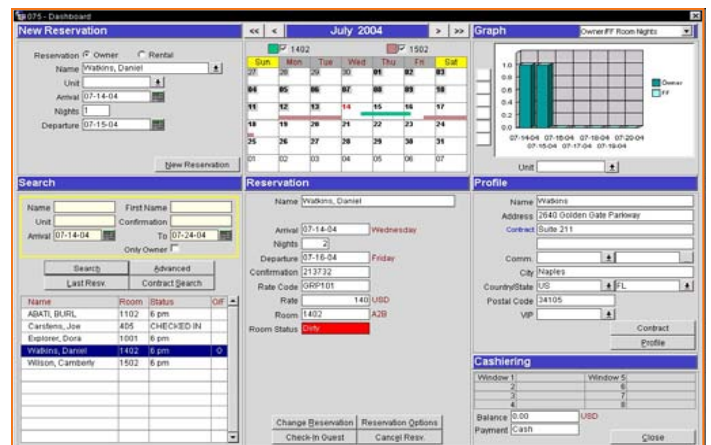 075 - Dashboard
New Reservation
Reservation Owner Rental
Name Watkins, Daniel
Unit
Arrival 07-14-04
Nights 1
Departure 07-15-04
New Reservation
<< < July 2004 > >>
1402 1502
Sun Mon Tue Wed Thu Fri Sat
27 28 29 30 01 02 03
04 05 06 07 08 09 10
11 12 13 14 15 16 17
18 19 20 21 22 23 24
25 26 27 28 29 30 31
01 02 03 04 05 06 07
Graph Owner/FF Room Nights
1.0
0.8
0.6
0.4
0.2
0.0
Owner
FF
07-14-04 07-16-04 07-18-04 07-20-04
07-15-04 07-17-04 07-19-04
Unit
Search
Name First Name
Unit Confirmation
Arrival 07-14-04 To 07-24-04
Only Owner
Search Advanced
Last Resv. Contract Search
Name Room Status O/F
ABATI, BURL 1102 6 pm
Carstens, Joe 405 CHECKED IN
Explorer, Dora 1001 6 pm
Watkins, Daniel 1402 6 pm O
Wilson, Camberly 1502 6 pm
Reservation
Name Watkins, Daniel
Arrival 07-14-04 Wednesday
Nights 2
Departure 07-16-04 Friday
Confirmation 213732
Rate Code GRP101
Rate 140 USD
Room 1402 A2B
Room Status Dirty
Change Reservation Reservation Options
Check-In Guest Cancel Resv.
Profile
Name Watkins
Address 2640 Golden Gate Parkway
Contract Suite 211
Comm.
City Naples
Country/State US FL
Postal Code 34105
VIP
Contract
Profile
Cashiering
Window 1 Window 5
2 6
3 7
4 8
Balance 0.00 USD
Payment Cash
Close